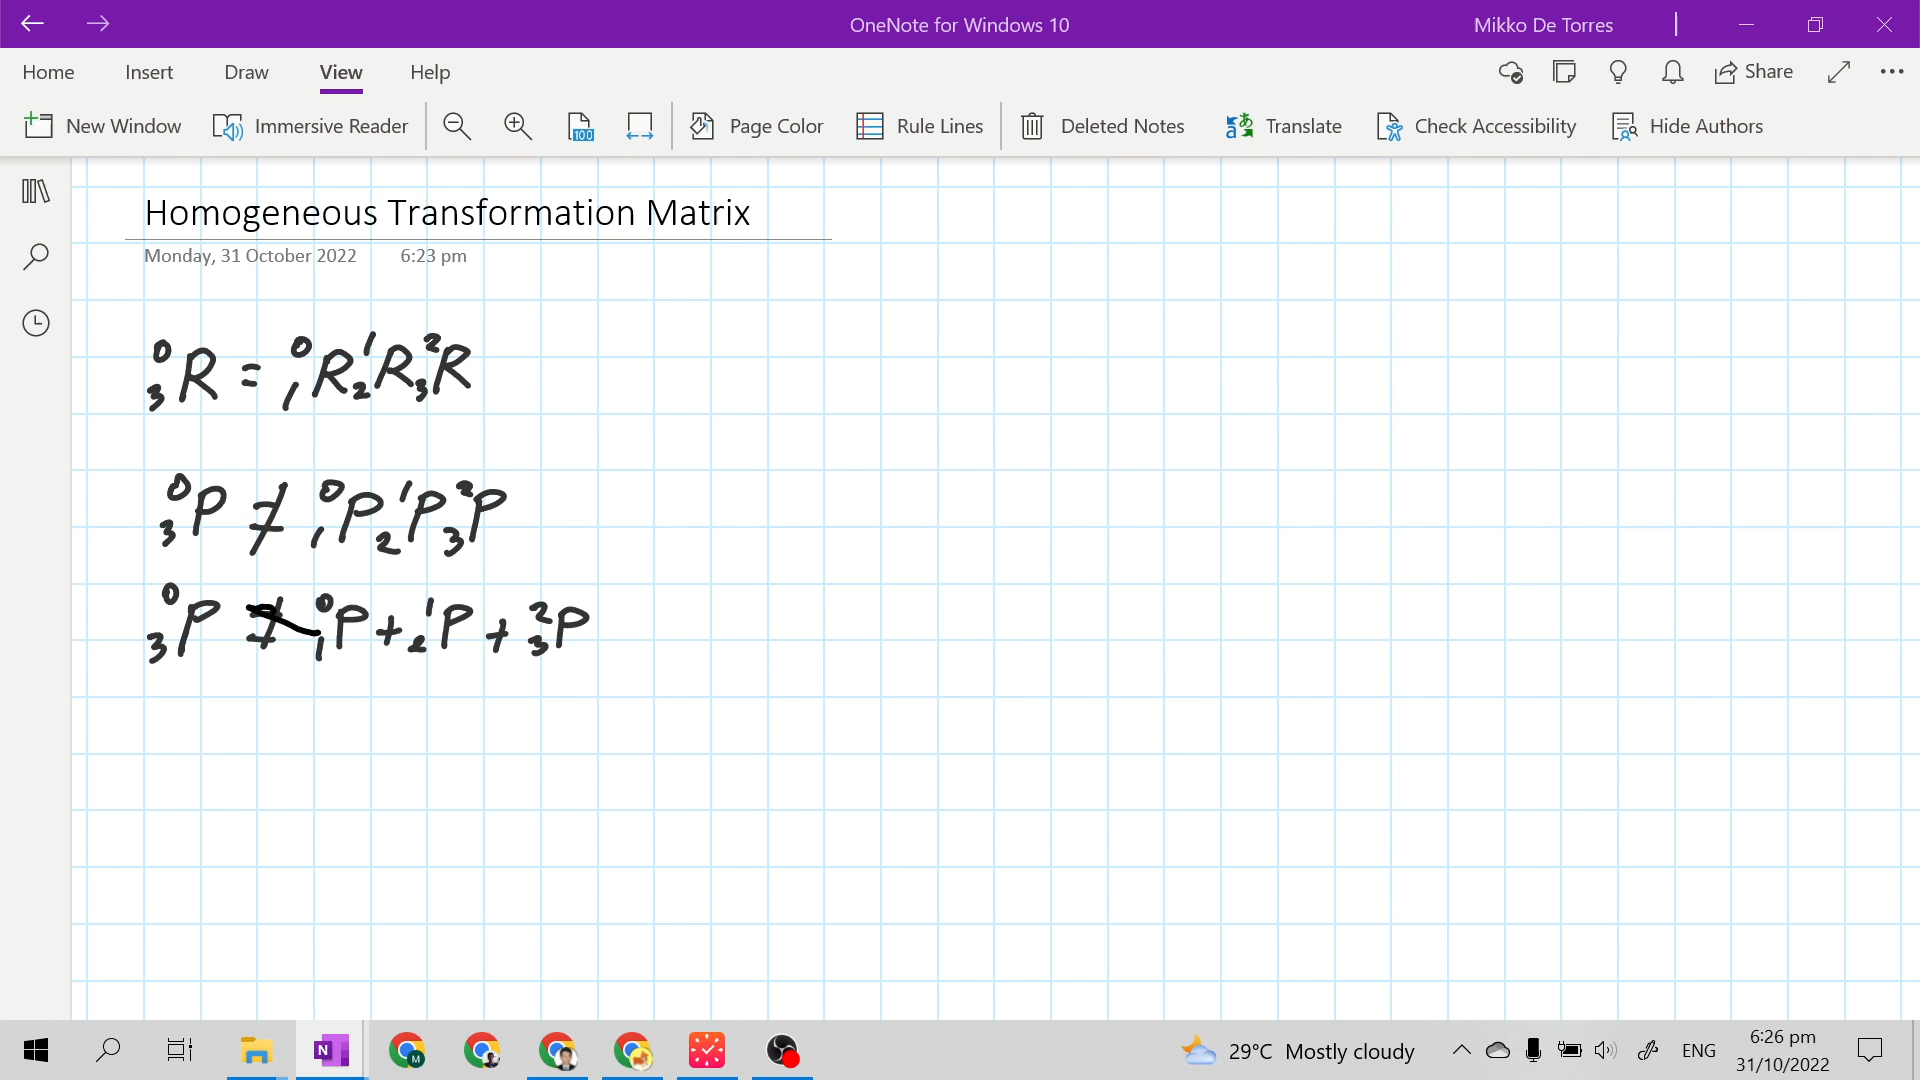 OneNote for Windows 10
Mikko De Torres
Home Insert Draw View Help
Share
New Window Immersive Reader 100 Page Color Rule Lines Deleted Notes Translate Check Accessibility Hide Authors
Homogeneous Transformation Matrix
Monday, 31 October 2022 6:23 pm
⁰₃R = ⁰₁R ¹₂R ²₃R
⁰₃P ≠ ⁰₁P ¹₂P ²₃P
⁰₃P ≠ ⁰₁P + ¹₂P + ²₃P
29°C Mostly cloudy
ENG
6:26 pm
31/10/2022